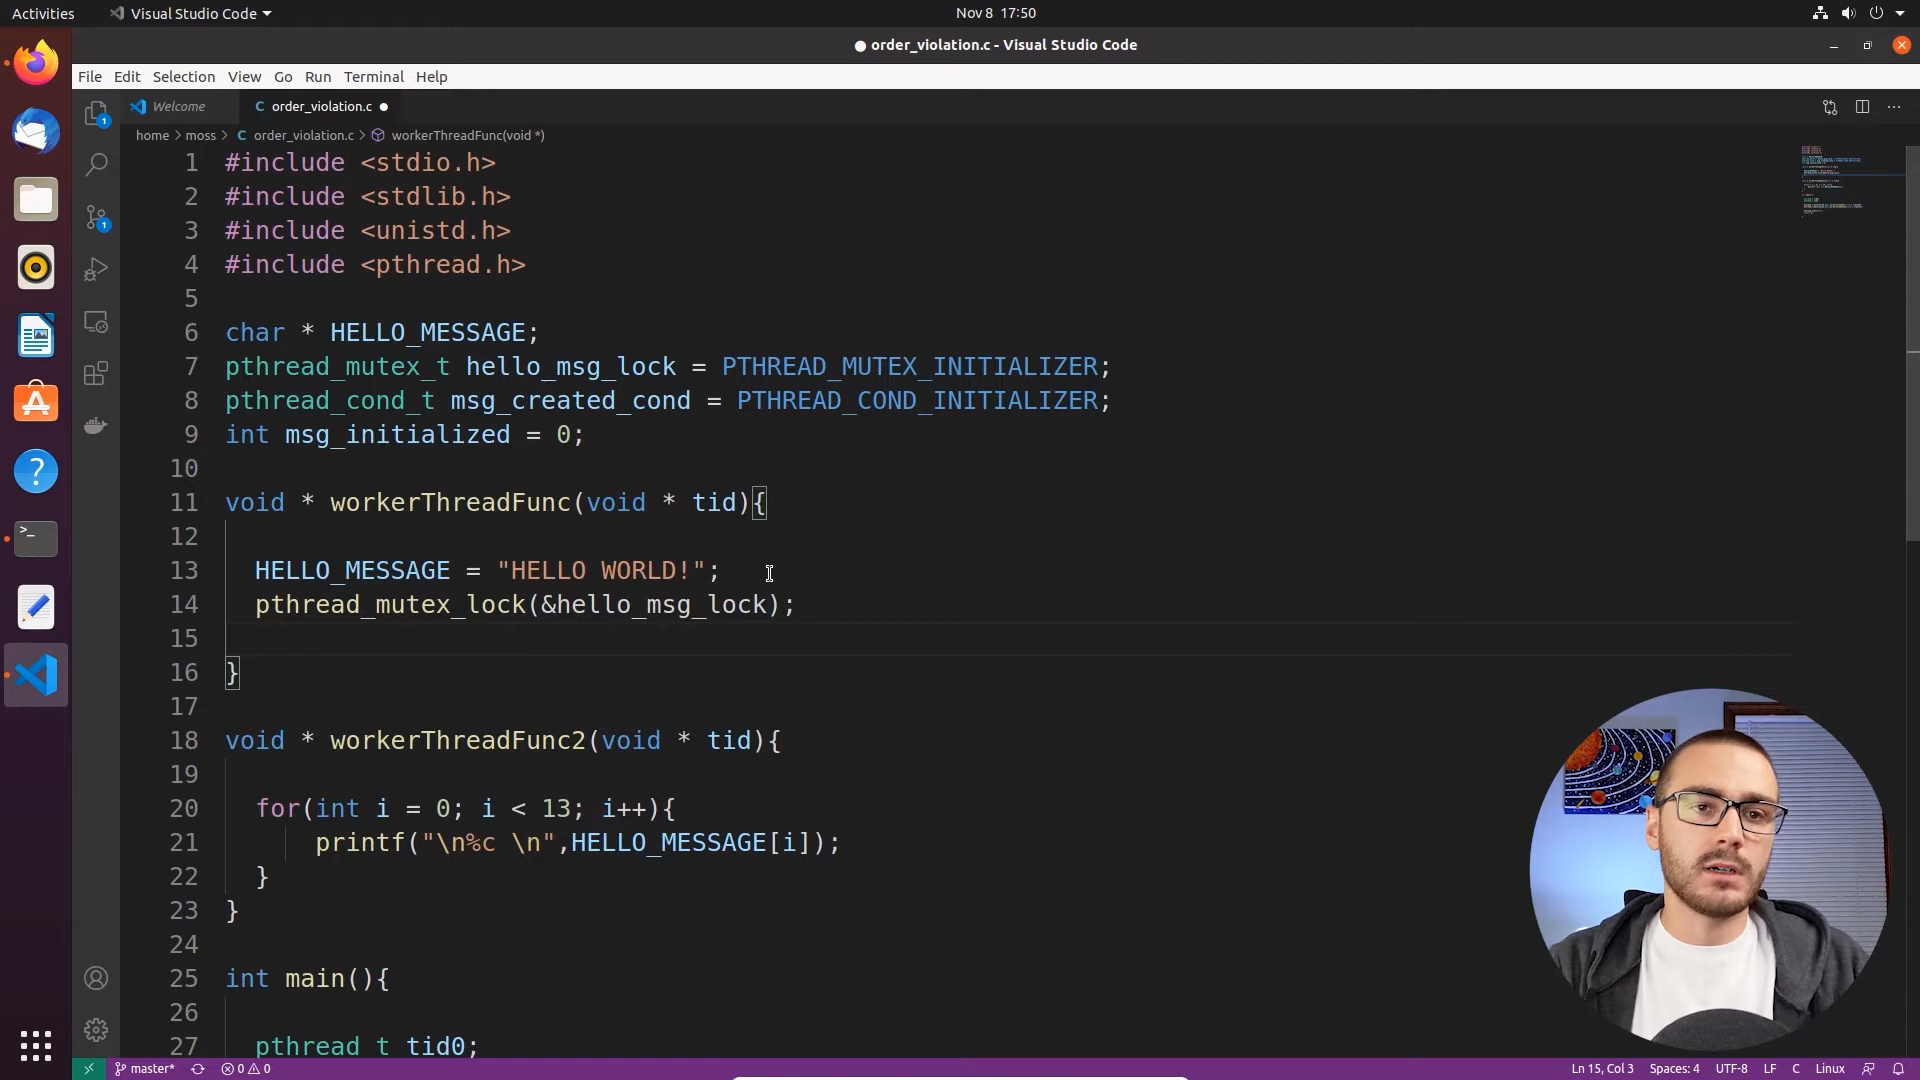 Activities
Visual Studio Code
Nov 8 17:50
● order_violation.c - Visual Studio Code
File Edit Selection View Go Run Terminal Help
Welcome
C order_violation.c ●
home > moss > C order_violation.c > workerThreadFunc(void *)
1 #include <stdio.h>
2 #include <stdlib.h>
3 #include <unistd.h>
4 #include <pthread.h>
5
6 char * HELLO_MESSAGE;
7 pthread_mutex_t hello_msg_lock = PTHREAD_MUTEX_INITIALIZER;
8 pthread_cond_t msg_created_cond = PTHREAD_COND_INITIALIZER;
9 int msg_initialized = 0;
10
11 void * workerThreadFunc(void * tid){
12
13 HELLO_MESSAGE = "HELLO WORLD!";
14 pthread_mutex_lock(&hello_msg_lock);
15
16 }
17
18 void * workerThreadFunc2(void * tid){
19
20 for(int i = 0; i < 13; i++){
21 printf("\n%c \n",HELLO_MESSAGE[i]);
22 }
23 }
24
25 int main(){
26
27 pthread_t tid0;
1
1
master*
0 0
Ln 15, Col 3
Spaces: 4
UTF-8
LF
C
Linux